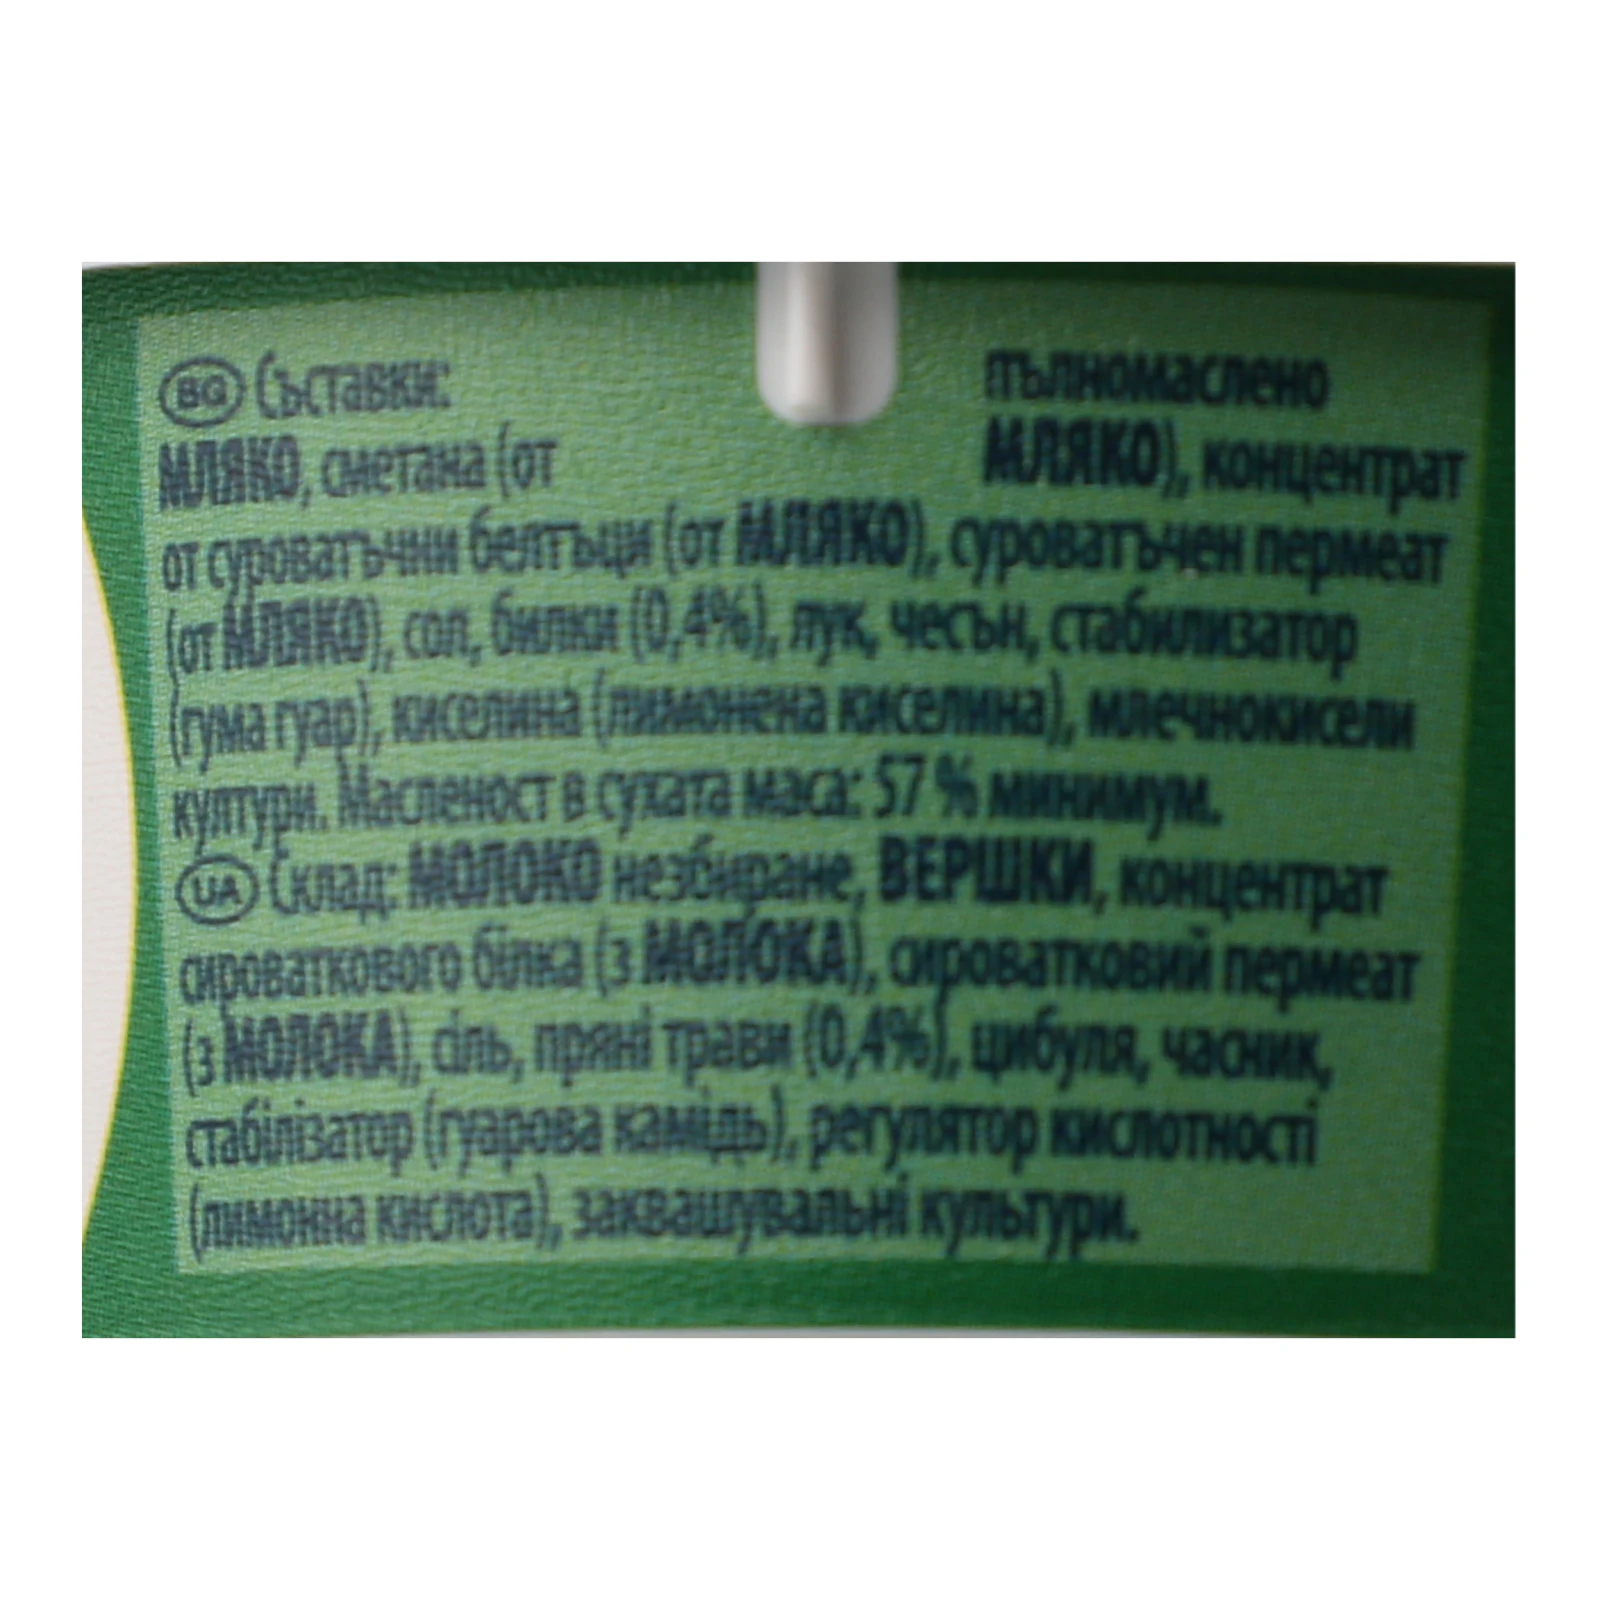 BG Съставки: пълномаслено
МЛЯКО, сметана (от МЛЯКО), концентрат
от суроватъчни белтъци (от МЛЯКО), суроватъчен пермеат
(от МЛЯКО), сол, билки (0,4%), лук, чесън, стабилизатор
(гума гуар), киселина (лимонена киселина), млечнокисели
култури. Масленост в сухата маса: 57 % минимум.
UA Склад: МОЛОКО незбиране, ВЕРШКИ, концентрат
сироваткового білка (з МОЛОКА), сироватковий пермеат
(з МОЛОКА), сіль, пряні трави (0,4%), цибуля, часник,
стабілізатор (гуарова камідь), регулятор кислотності
(лимонна кислота), заквашувальні культури.